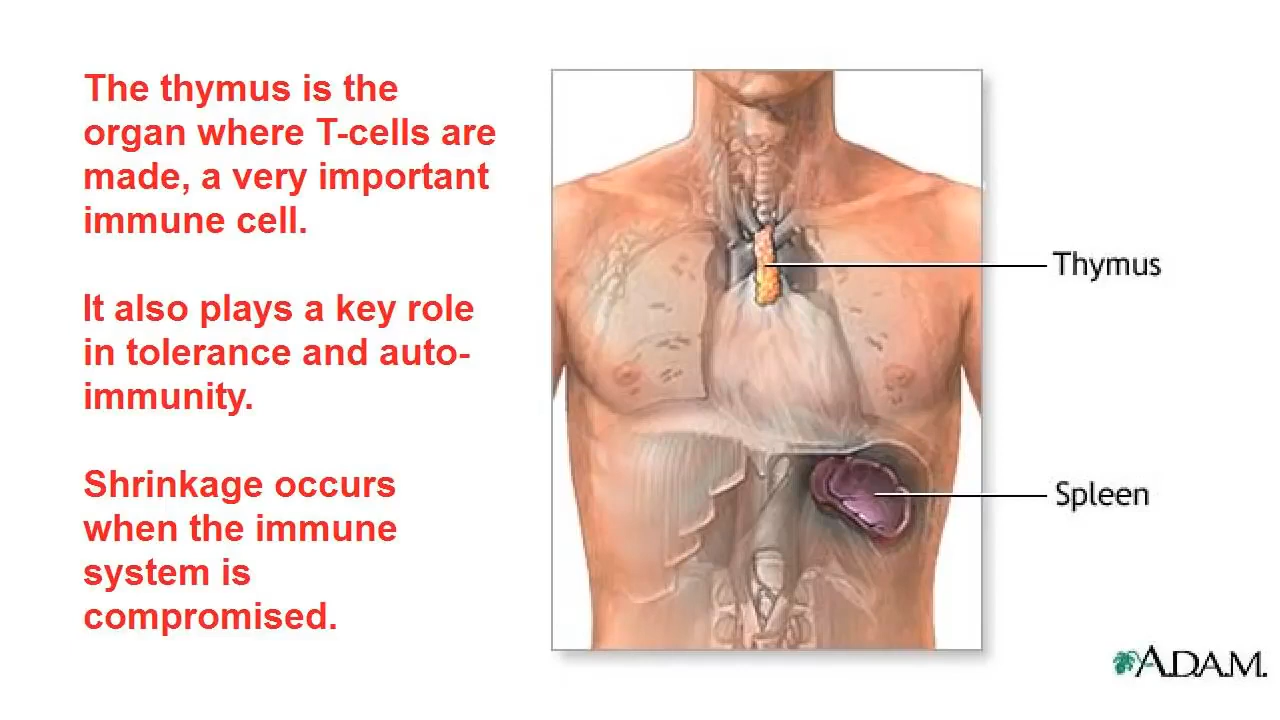 The thymus is the
organ where T-cells are
made, a very important
immune cell.
It also plays a key role
in tolerance and auto-
immunity.
Shrinkage occurs
when the immune
system is
compromised.
Thymus
Spleen
A.D.A.M.